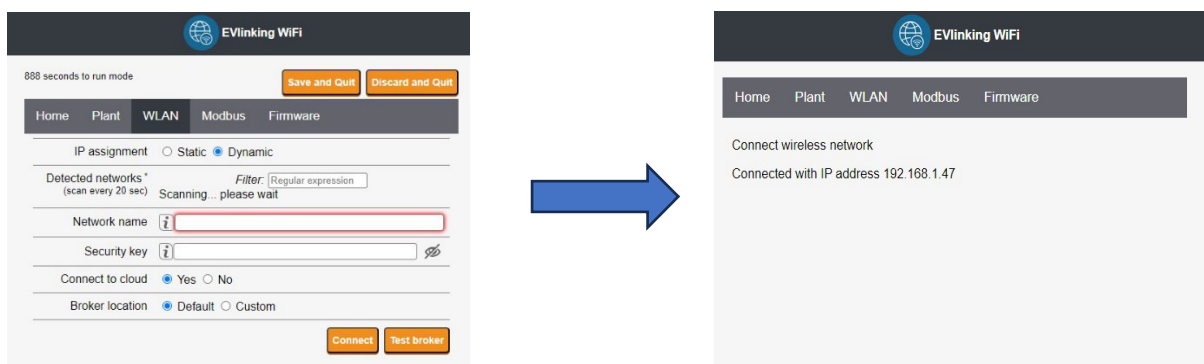 EVlinking WiFi
888 seconds to run mode
Save and Quit
Discard and Quit
Home Plant WLAN Modbus Firmware
IP assignment Static Dynamic
Detected networks *
(scan every 20 sec)
Filter: Regular expression
Scanning... please wait
Network name i
Security key i
Connect to cloud Yes No
Broker location Default Custom
Connect
Test broker
EVlinking WiFi
Home Plant WLAN Modbus Firmware
Connect wireless network
Connected with IP address 192.168.1.47